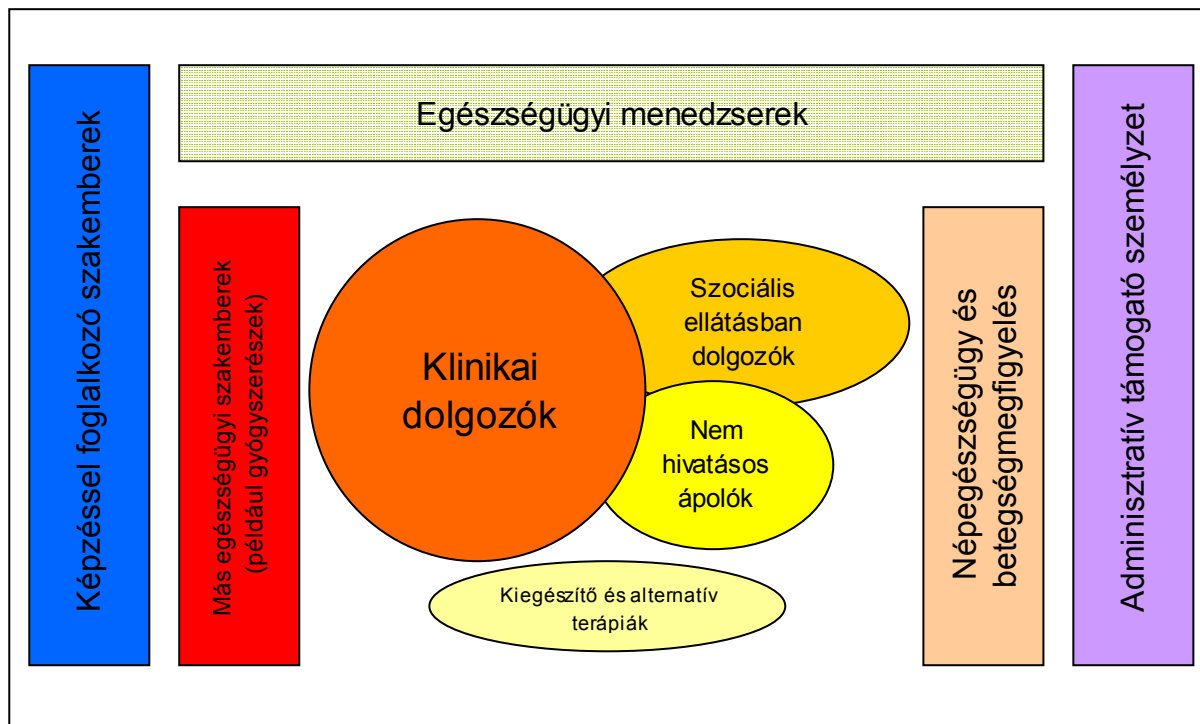 Képzéssel foglalkozó szakemberek
Egészségügyi menedzserek
Más egészségügyi szakemberek
(például gyógyszerészek)
Klinikai
dolgozók
Szociális
ellátásban
dolgozók
Nem
hivatásos
ápolók
Kiegészítő és alternatív
terápiák
Népegészségügy és
betegségmegfigyelés
Adminisztratív támogató személyzet